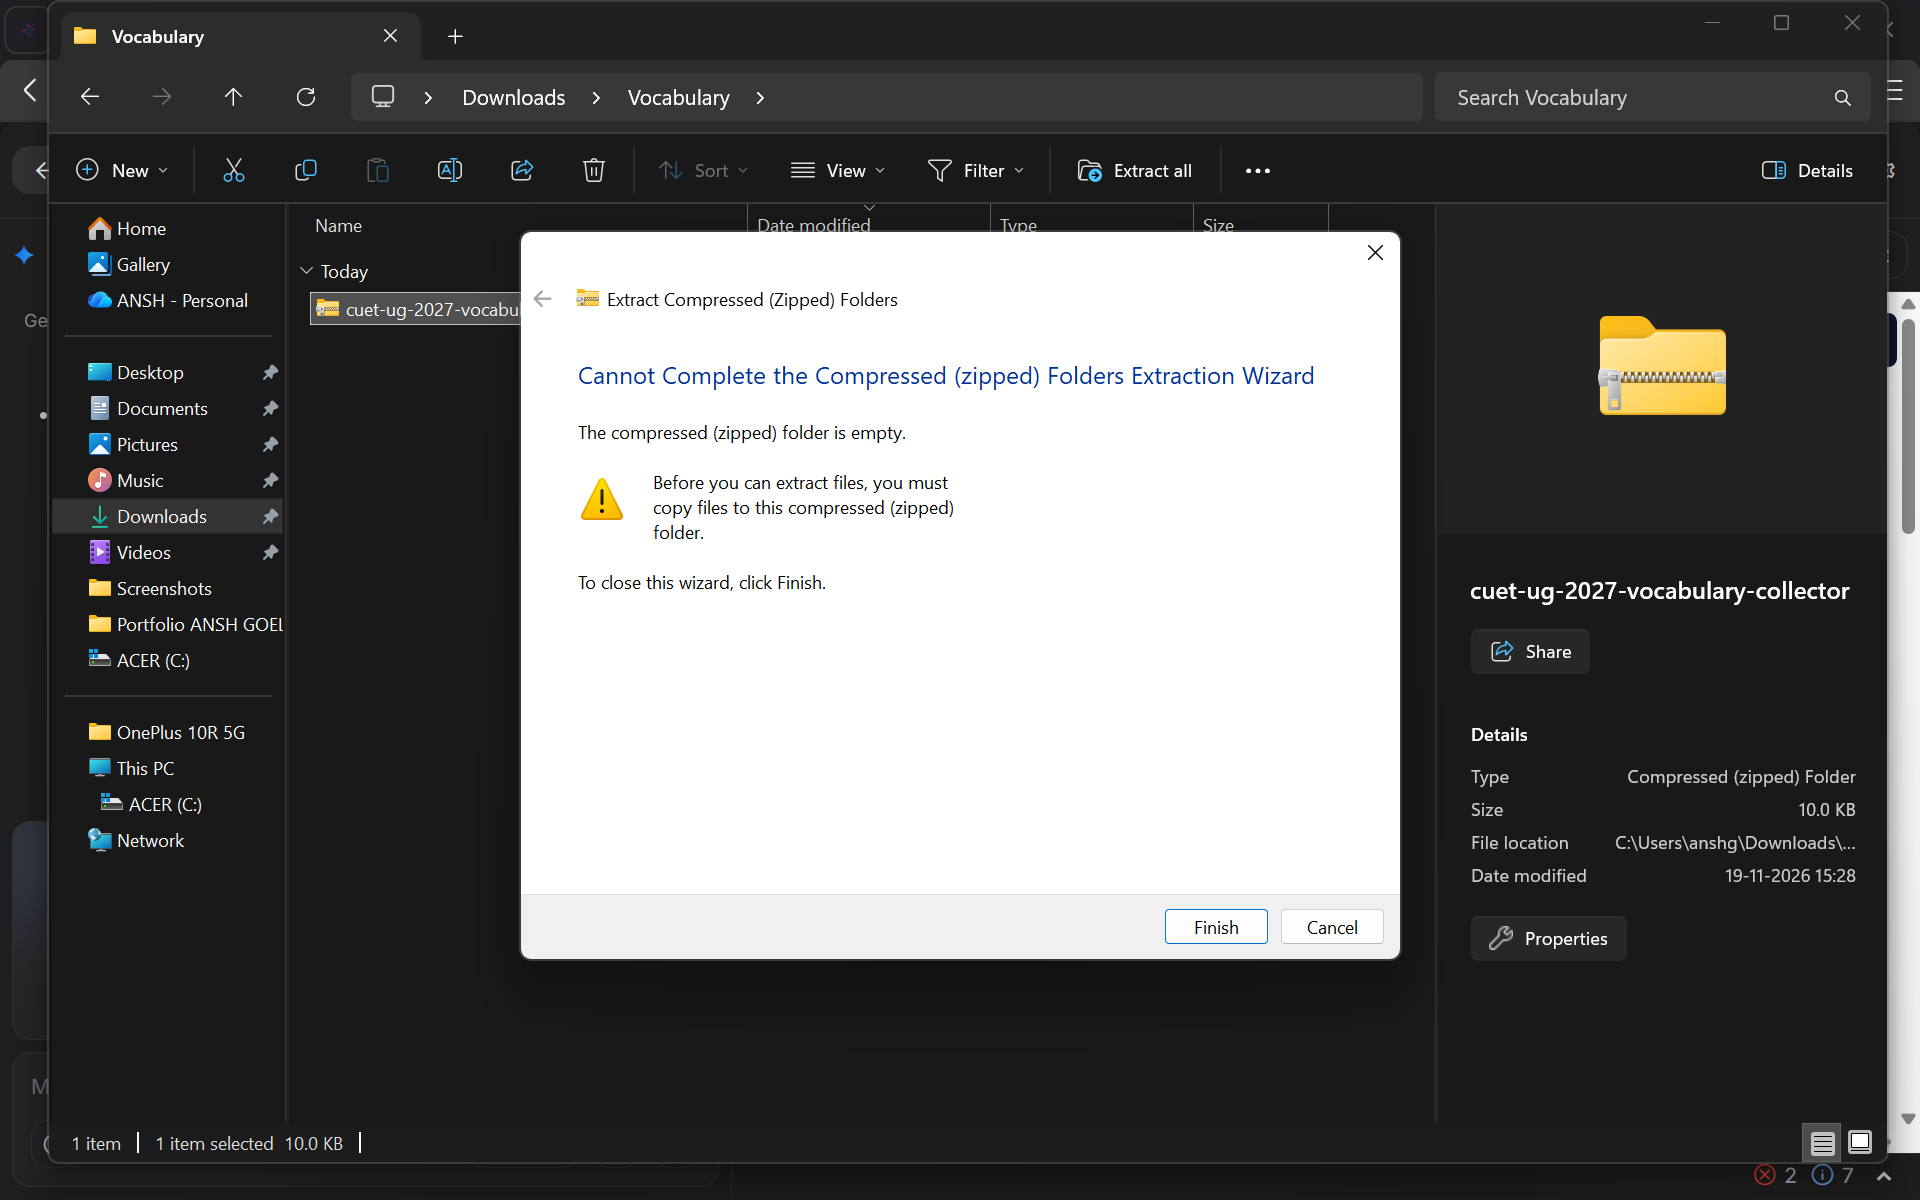 Vocabulary
Downloads
Vocabulary
Search Vocabulary
New
Sort
View
Filter
Extract all
Details
Home
Gallery
ANSH - Personal
Desktop
Documents
Pictures
Music
Downloads
Videos
Screenshots
Portfolio ANSH GOEL
ACER (C:)
OnePlus 10R 5G
This PC
ACER (C:)
Network
Name
Date modified
Type
Size
Today
cuet-ug-2027-vocabul
Extract Compressed (Zipped) Folders
Cannot Complete the Compressed (zipped) Folders Extraction Wizard
The compressed (zipped) folder is empty.
Before you can extract files, you must
copy files to this compressed (zipped)
folder.
To close this wizard, click Finish.
Finish
Cancel
cuet-ug-2027-vocabulary-collector
Share
Details
Type Compressed (zipped) Folder
Size 10.0 KB
File location C:\Users\anshg\Downloads\...
Date modified 19-11-2026 15:28
Properties
Ge
M
1 item
1 item selected 10.0 KB
2
7